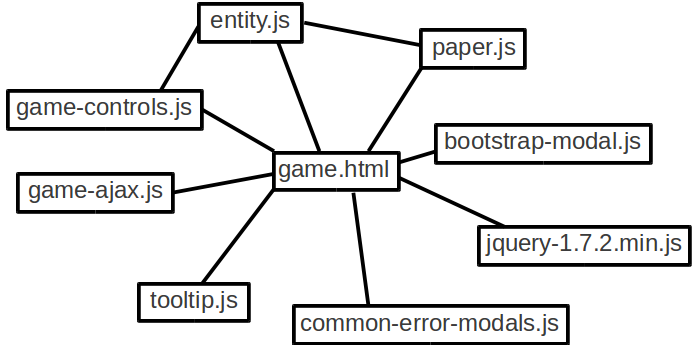 entity.js
paper.js
game-controls.js
bootstrap-modal.js
game.html
game-ajax.js
jquery-1.7.2.min.js
tooltip.js
common-error-modals.js